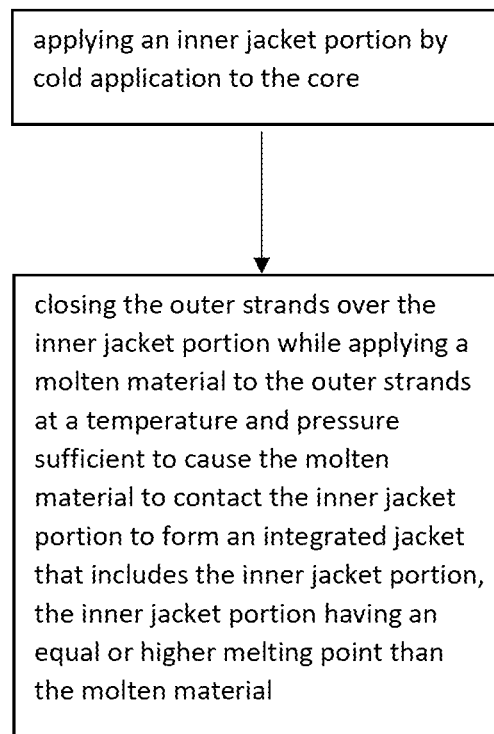 applying an inner jacket portion by
cold application to the core
closing the outer strands over the
inner jacket portion while applying a
molten material to the outer strands
at a temperature and pressure
sufficient to cause the molten
material to contact the inner jacket
portion to form an integrated jacket
that includes the inner jacket portion,
the inner jacket portion having an
equal or higher melting point than
the molten material